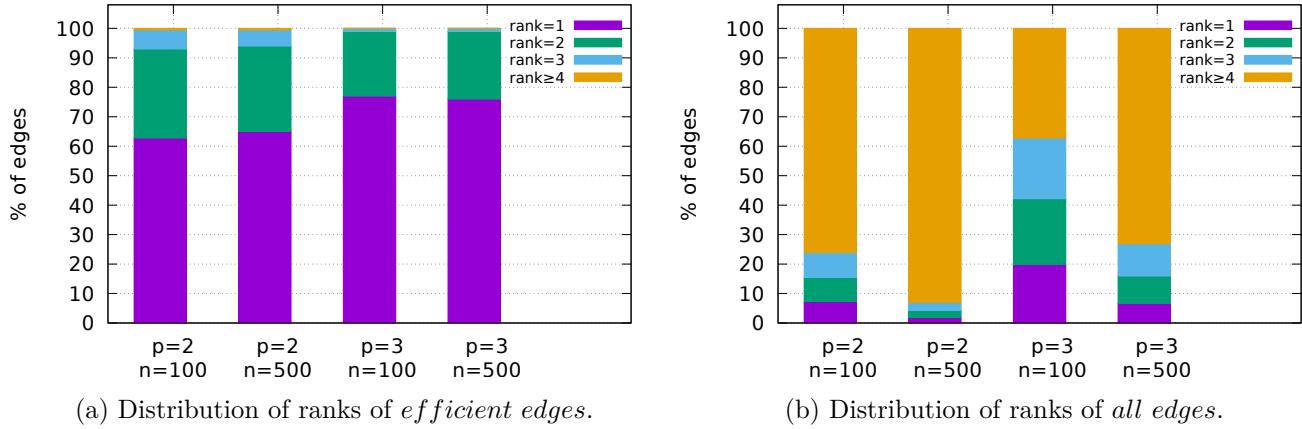 % of edges
100
90
80
70
60
50
40
30
20
10
0
rank=1
rank=2
rank=3
rank≥4
p=2 p=2 p=3 p=3
n=100 n=500 n=100 n=500
(a) Distribution of ranks of efficient edges.
% of edges
100
90
80
70
60
50
40
30
20
10
0
rank=1
rank=2
rank=3
rank≥4
p=2 p=2 p=3 p=3
n=100 n=500 n=100 n=500
(b) Distribution of ranks of all edges.